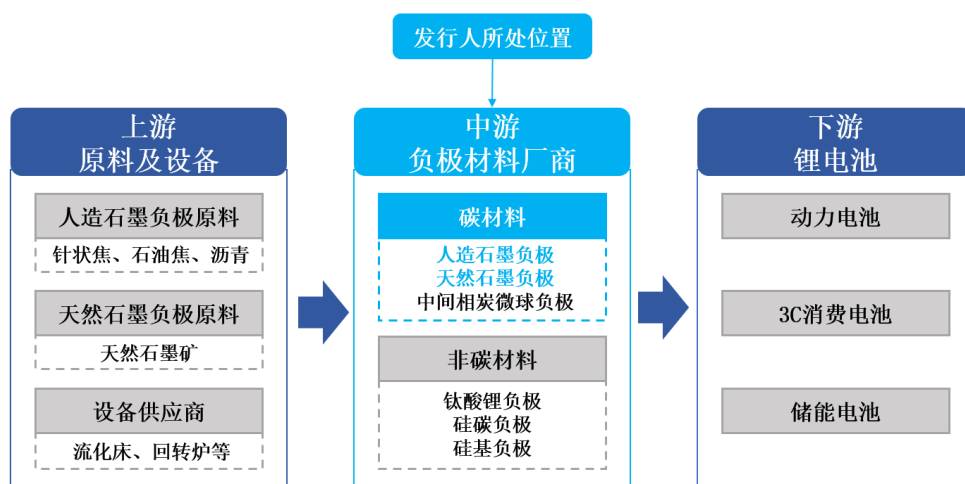 发行人所处位置
上游
原料及设备
人造石墨负极原料
针状焦、石油焦、沥青
天然石墨负极原料
天然石墨矿
设备供应商
流化床、回转炉等
中游
负极材料厂商
碳材料
人造石墨负极
天然石墨负极
中间相炭微球负极
非碳材料
钛酸锂负极
硅碳负极
硅基负极
下游
锂电池
动力电池
3C消费电池
储能电池